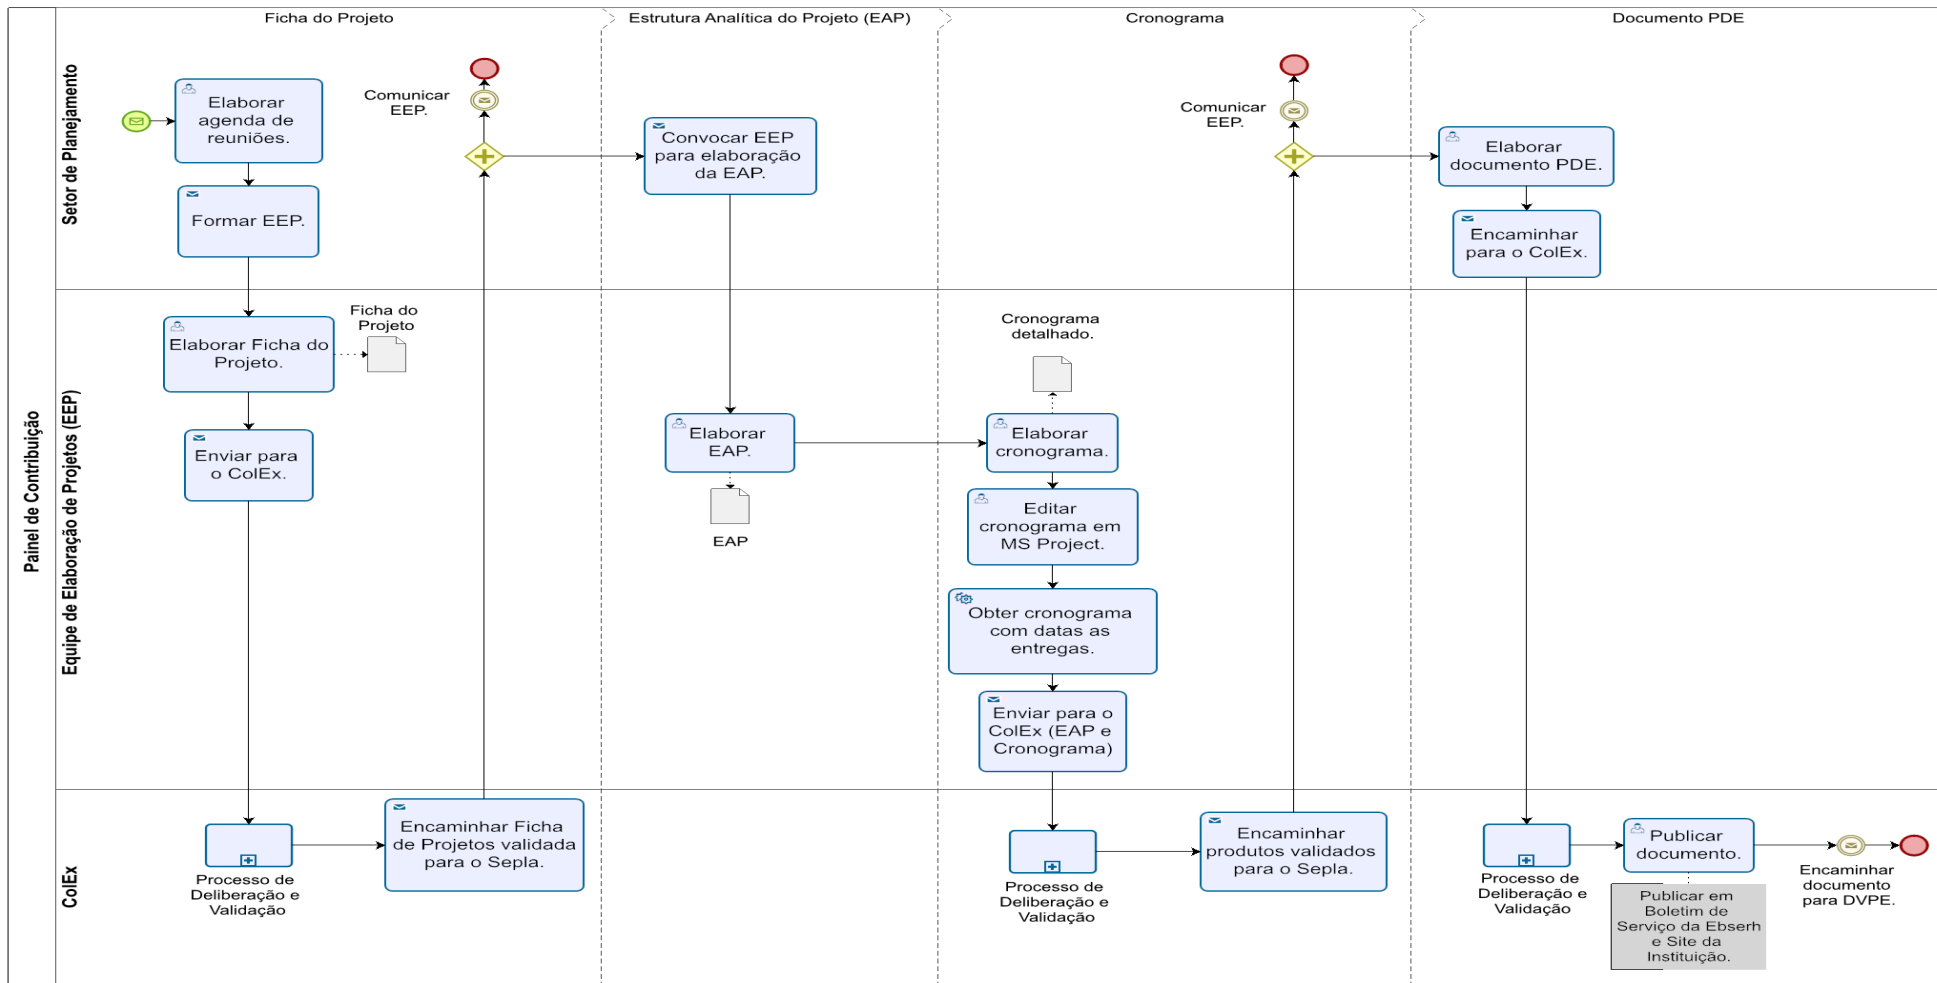 Ficha do Projeto
Estrutura Analítica do Projeto (EAP)
Cronograma
Documento PDE
Painel de Contribuição
Setor de Planejamento
Elaborar
agenda de
reuniões.
Formar EEP.
Comunicar
EEP.
Convocar EEP
para elaboração
da EAP.
Comunicar
EEP.
Elaborar
documento PDE.
Encaminhar
para o ColEx.
Equipe de Elaboração de Projetos (EEP)
Elaborar Ficha do
Projeto.
Ficha do
Projeto
Enviar para
o ColEx.
Elaborar
EAP.
EAP
Cronograma
detalhado.
Elaborar
cronograma.
Editar
cronograma em
MS Project.
Obter cronograma
com datas as
entregas.
Enviar para o
ColEx (EAP e
Cronograma)
ColEx
Processo de
Deliberação e
Validação
Encaminhar Ficha
de Projetos validada
para o Sepla.
Processo de
Deliberação e
Validação
Encaminhar
produtos validados
para o Sepla.
Processo de
Deliberação e
Validação
Publicar
documento.
Publicar em
Boletim de
Serviço da Ebserh
e Site da
Instituição.
Encaminhar
documento
para DVPE.